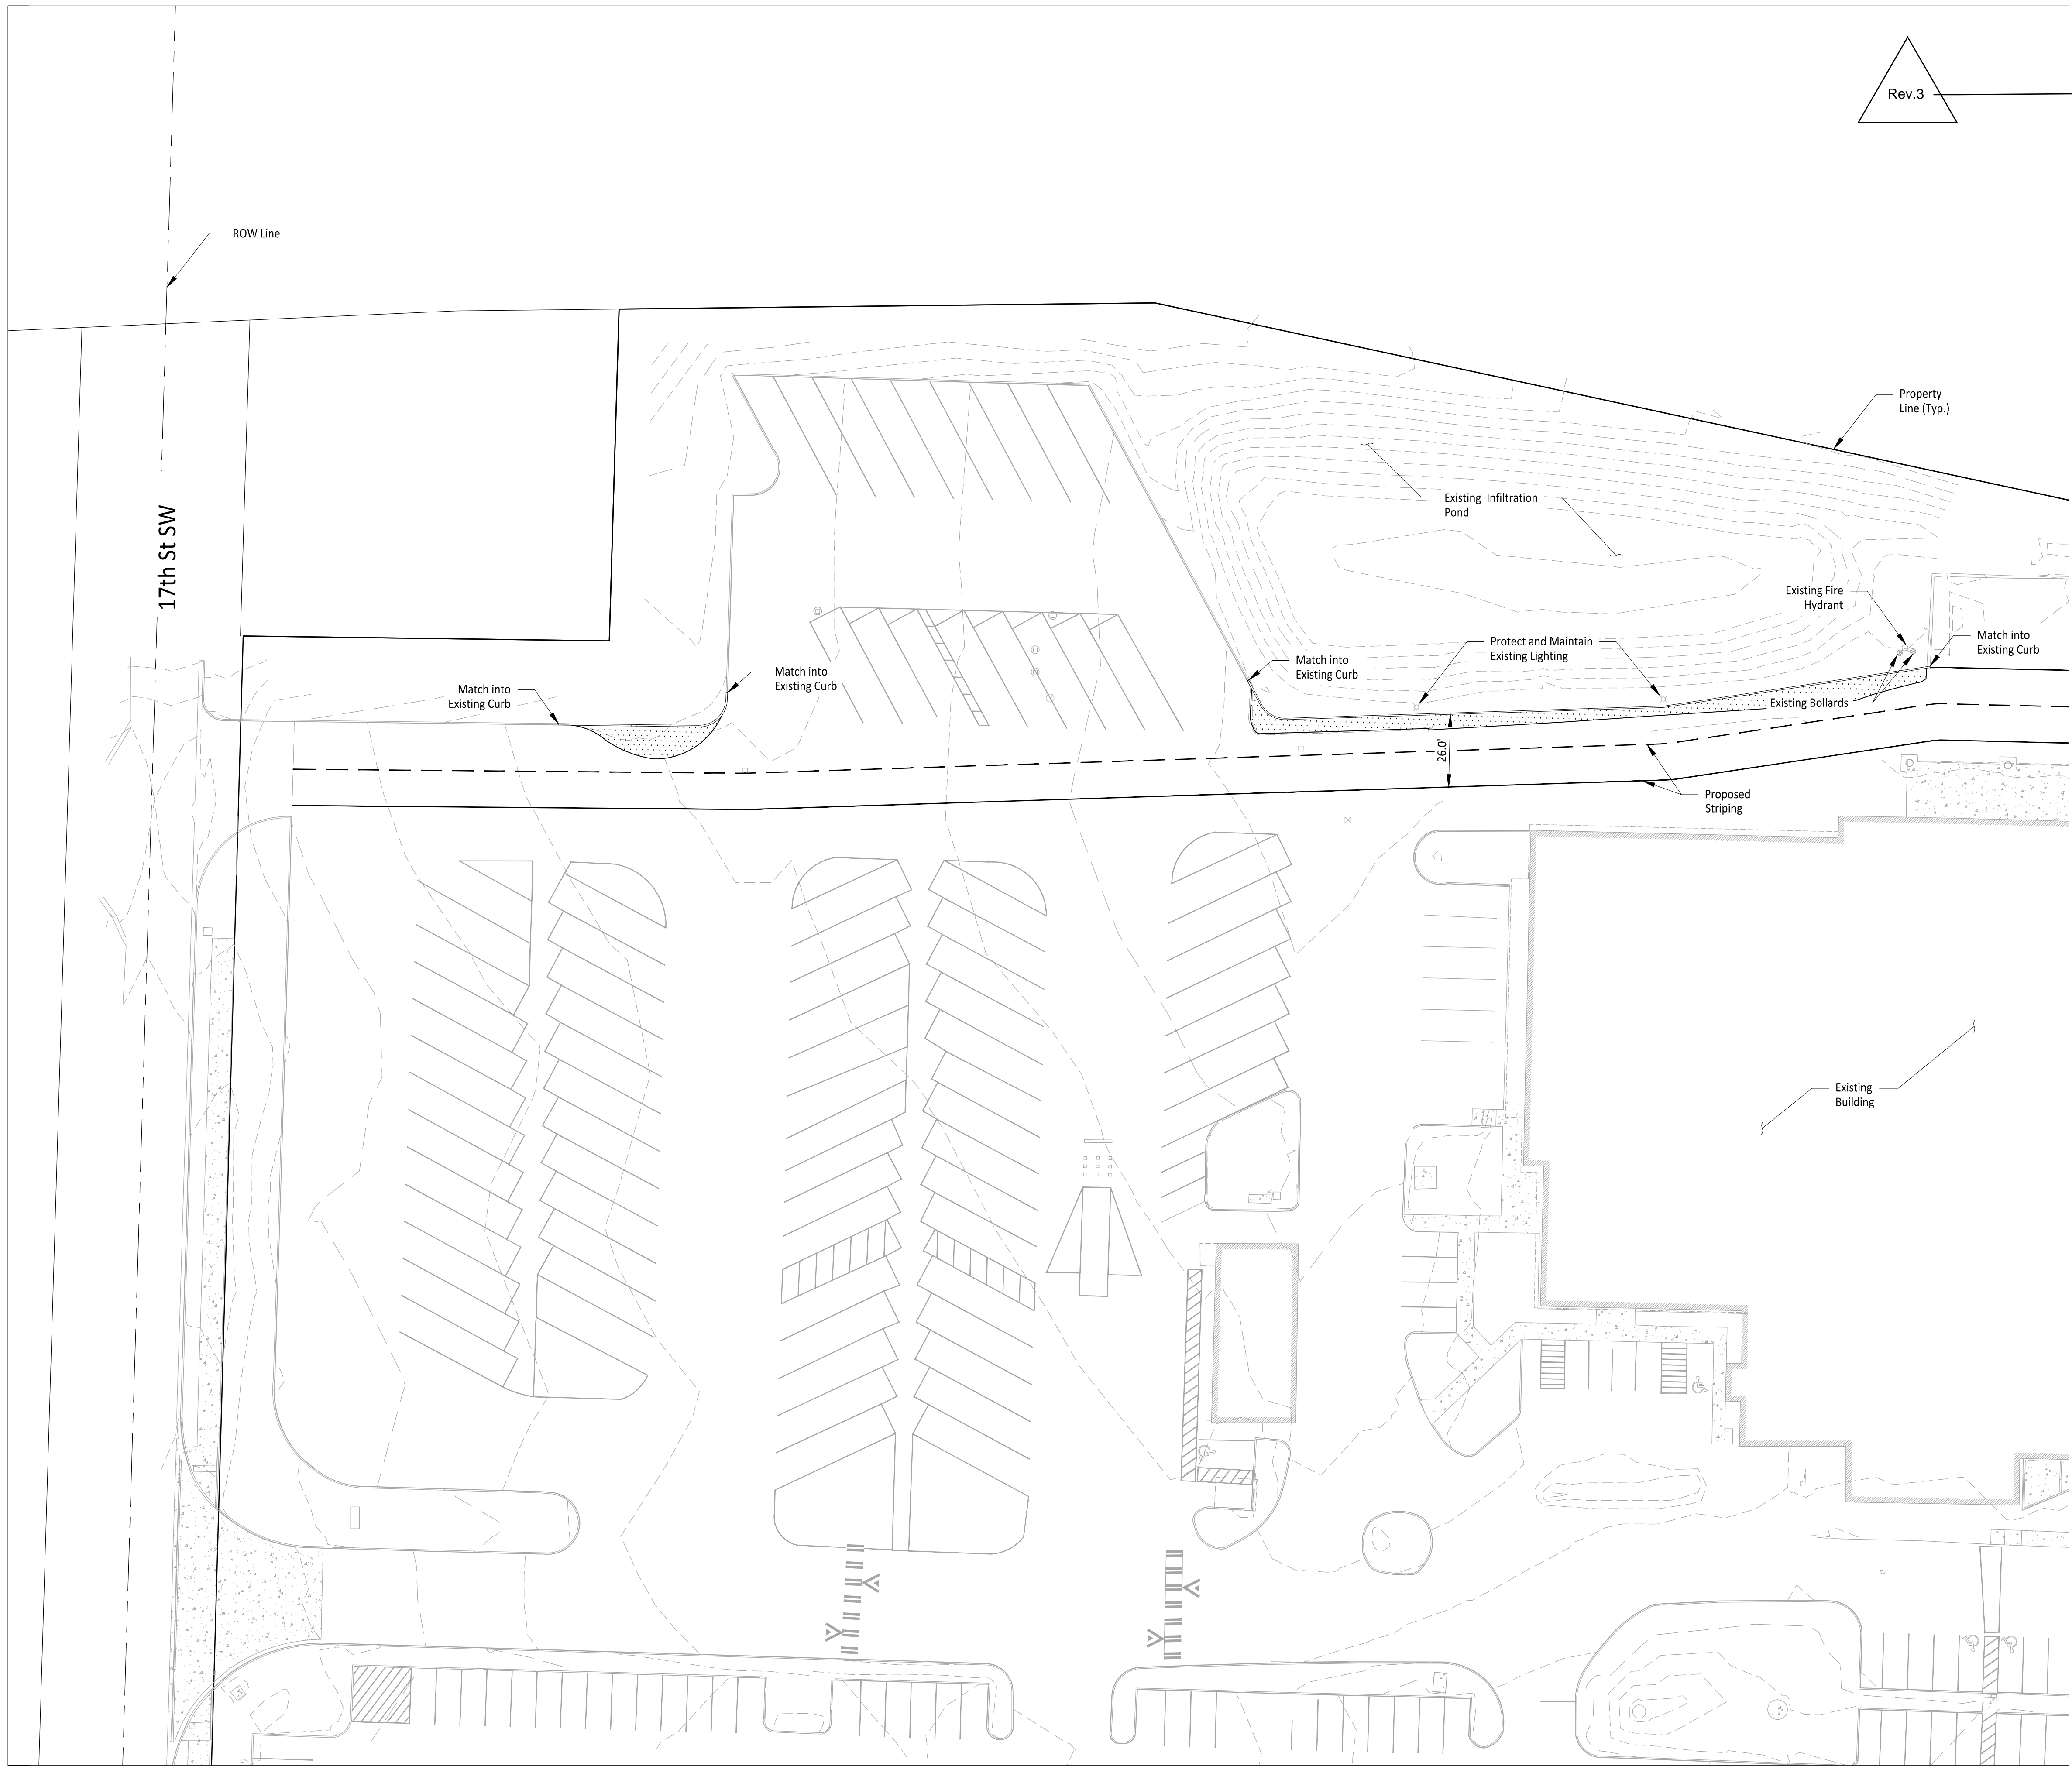 Rev.3
ROW Line
Property
Line (Typ.)
Existing Infiltration
Pond
17th St SW
Existing Fire
Hydrant
Match into
Existing Curb
Protect and Maintain
Existing Lighting
Match into
Existing Curb
Match into
Existing Curb
Match into
Existing Curb
Existing Bollards
26.0'
Proposed
Striping
Existing
Building